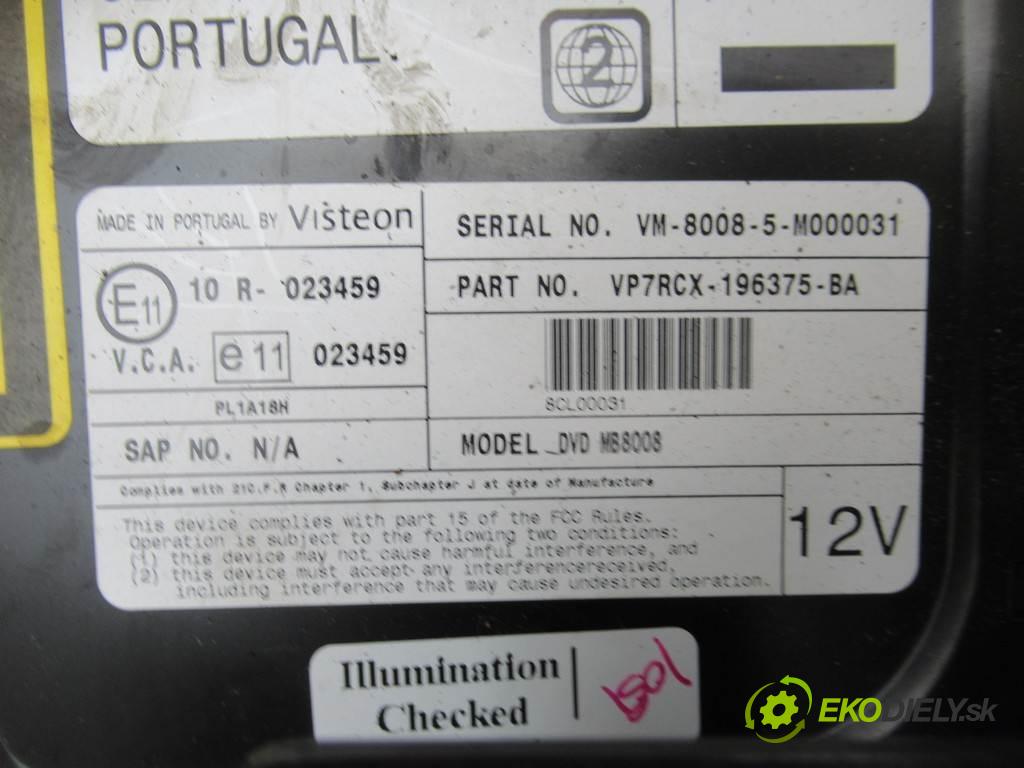 PORTUGAL.
2
MADE IN PORTUGAL BY Visteon
SERIAL NO. VM-8008-5-M000031
E11 10 R- 023459
PART NO. VP7RCX-196375-BA
V.C.A. e11 023459
8CL00031
PL1A18H
SAP NO. N/A
MODEL DVD MB8008
Complies with 21C.F.R Chapter 1, Subchapter J at date of Manufacture
This device complies with part 15 of the FCC Rules.
Operation is subject to the following two conditions:
(1) this device may not cause harmful interference, and
(2) this device must accept any interferencereceived,
including interference that may cause undesired operation.
12V
Illumination
Checked
EKODIELY.sk